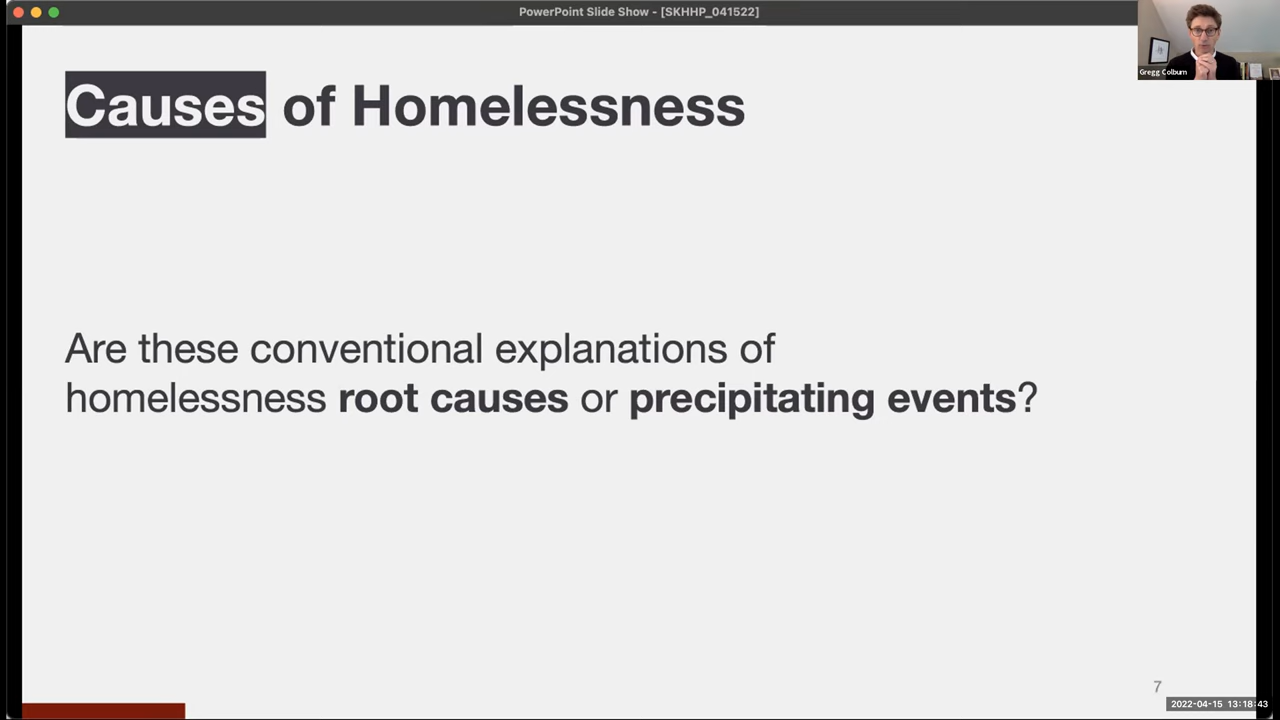 PowerPoint Slide Show - [SKHHP_041522]
Gregg Colburn
Causes of Homelessness
Are these conventional explanations of
homelessness root causes or precipitating events?
7
2022-04-15 13:18:43